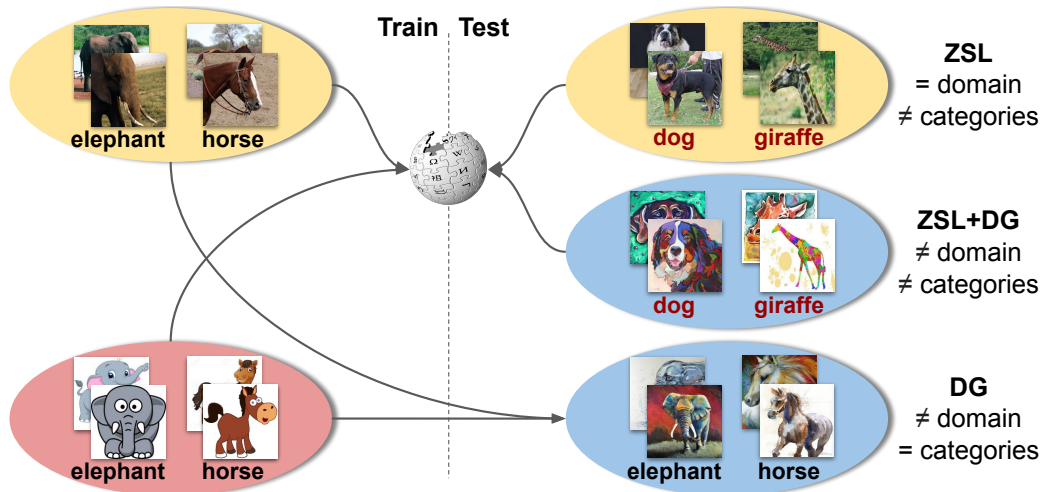 Train Test
elephant horse
dog giraffe
ZSL
= domain
≠ categories
Ω W И
dog giraffe
ZSL+DG
≠ domain
≠ categories
elephant horse
elephant horse
DG
≠ domain
= categories